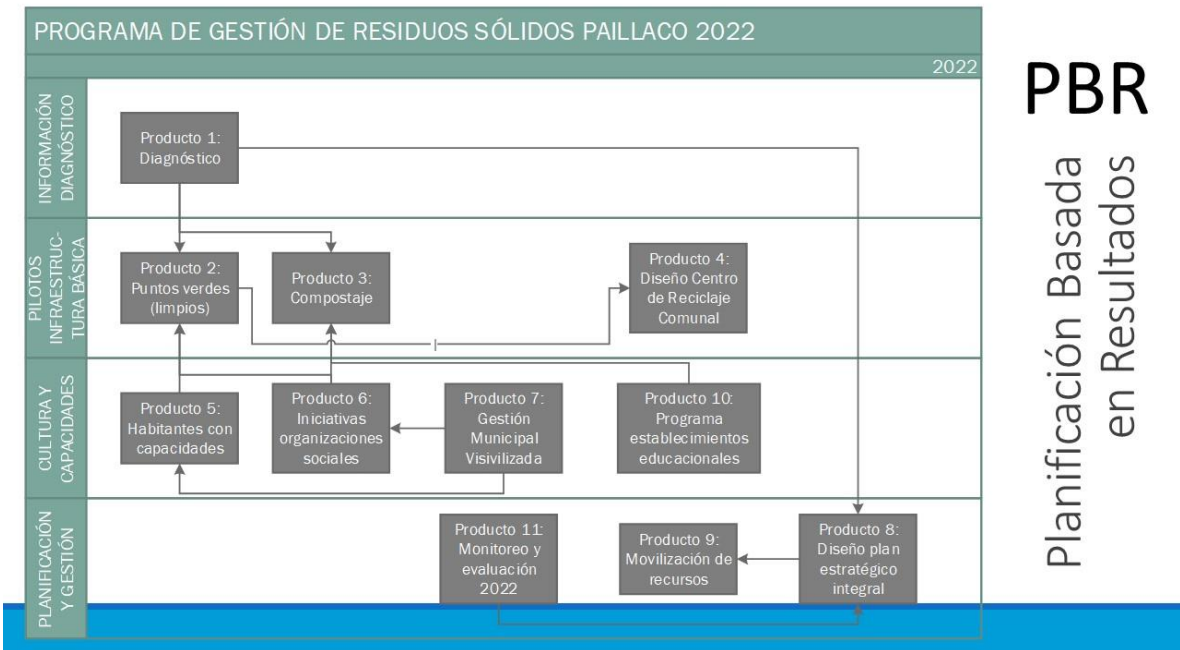 PROGRAMA DE GESTIÓN DE RESIDUOS SÓLIDOS PAILLACO 2022
2022
INFORMACIÓN
DIAGNÓSTICO
Producto 1:
Diagnóstico
PILOTOS
INFRAESTRUC-
TURA BÁSICA
Producto 2:
Puntos verdes
(limpios)
Producto 3:
Compostaje
Producto 4:
Diseño Centro
de Reciclaje
Comunal
CULTURA Y
CAPACIDADES
Producto 5:
Habitantes con
capacidades
Producto 6:
Iniciativas
organizaciones
sociales
Producto 7:
Gestión
Municipal
Visivilizada
Producto 10:
Programa
establecimientos
educacionales
PLANIFICACIÓN
Y GESTIÓN
Producto 11:
Monitoreo y
evaluación
2022
Producto 9:
Movilización de
recursos
Producto 8:
Diseño plan
estratégico
integral
PBR
Planificación Basada
en Resultados